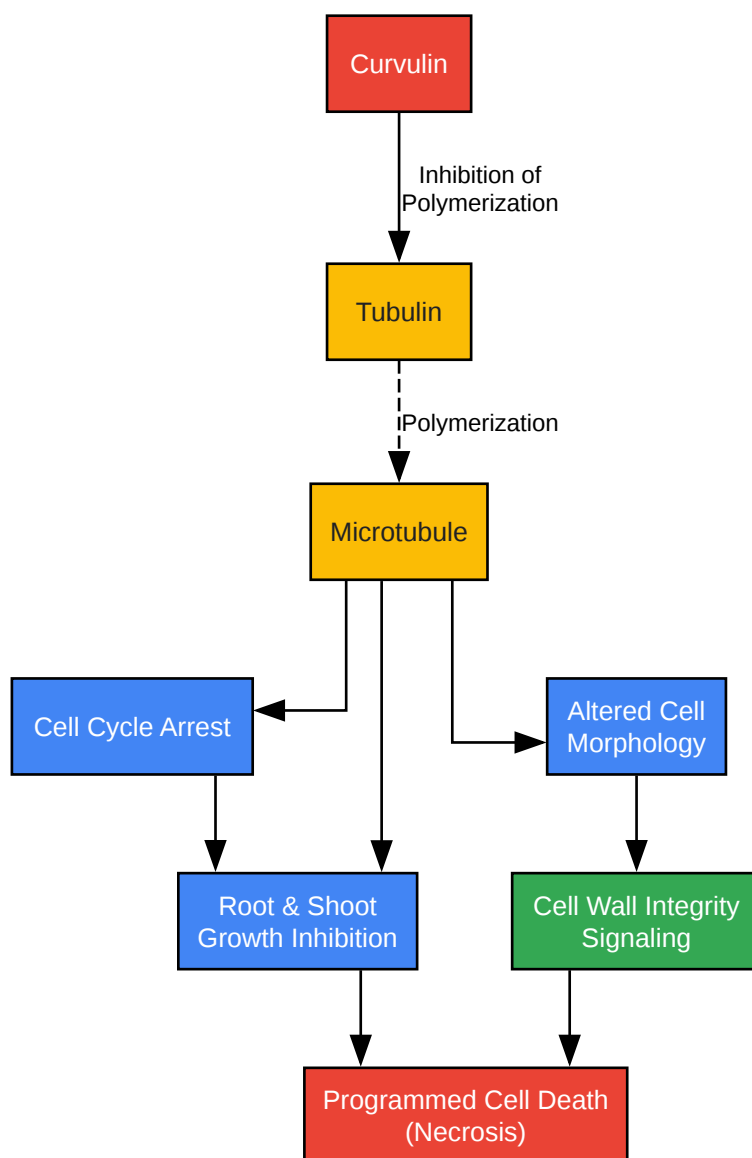 Curvulin
Inhibition of
Polymerization
Tubulin
Polymerization
Microtubule
Cell Cycle Arrest
Altered Cell
Morphology
Root & Shoot
Growth Inhibition
Cell Wall Integrity
Signaling
Programmed Cell Death
(Necrosis)